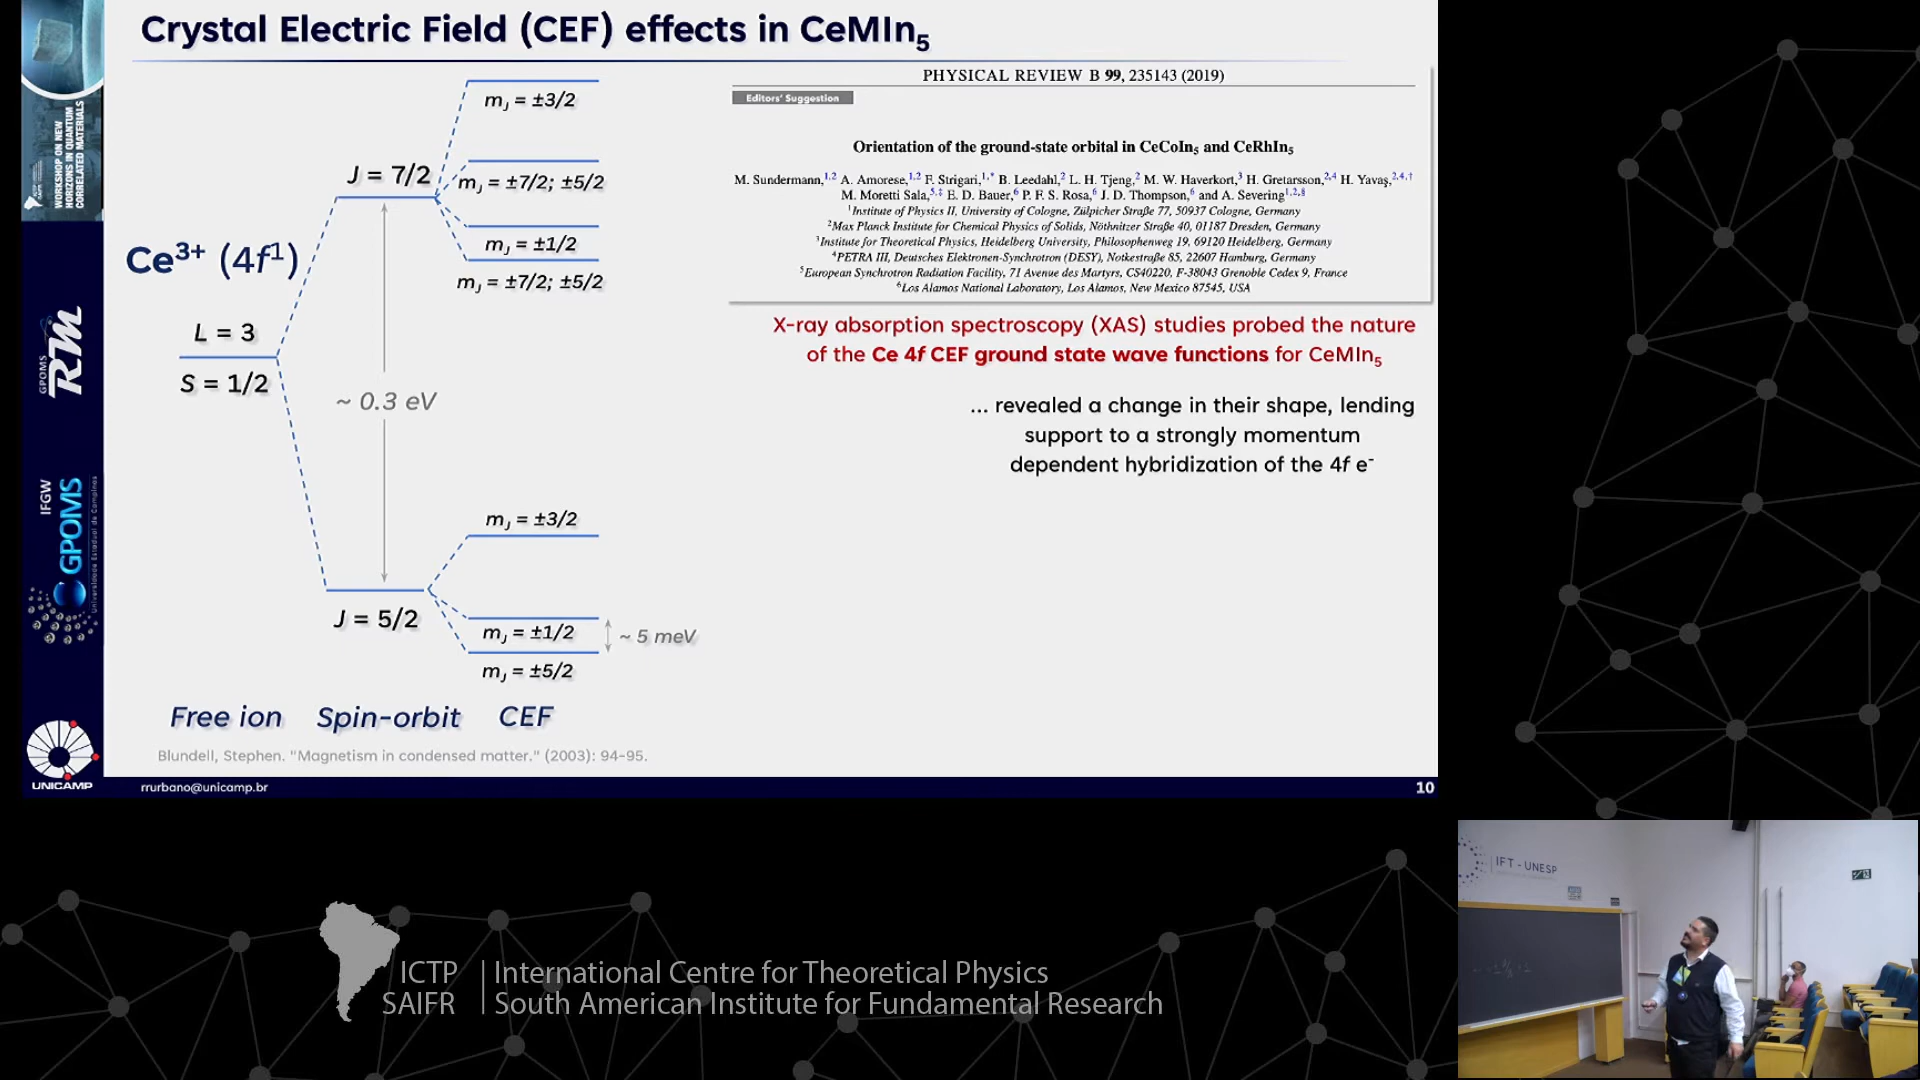 Crystal Electric Field (CEF) effects in CeMIn5
WORKSHOP ON NEW
HORIZONS IN QUANTUM
CORRELATED MATERIALS
GPOMS
RM
IFGW
GPOMS
Universidade Estadual de Campinas
UNICAMP
mJ = ±3/2
J = 7/2
mJ = ±7/2; ±5/2
mJ = ±1/2
mJ = ±7/2; ±5/2
Ce3+ (4f1)
L = 3
S = 1/2
~ 0.3 eV
mJ = ±3/2
J = 5/2
mJ = ±1/2
~ 5 meV
mJ = ±5/2
Free ion Spin-orbit CEF
Blundell, Stephen. "Magnetism in condensed matter." (2003): 94-95.
PHYSICAL REVIEW B 99, 235143 (2019)
Editors' Suggestion
Orientation of the ground-state orbital in CeCoIn5 and CeRhIn5
M. Sundermann,1,2 A. Amorese,1,2 F. Strigari,1,* B. Leedahl,2 L. H. Tjeng,2 M. W. Haverkort,3 H. Gretarsson,2,4 H. Yavaş,2,4,†
M. Moretti Sala,5,‡ E. D. Bauer,6 P. F. S. Rosa,6 J. D. Thompson,6 and A. Severing1,2,§
1Institute of Physics II, University of Cologne, Zülpicher Straße 77, 50937 Cologne, Germany
2Max Planck Institute for Chemical Physics of Solids, Nöthnitzer Straße 40, 01187 Dresden, Germany
3Institute for Theoretical Physics, Heidelberg University, Philosophenweg 19, 69120 Heidelberg, Germany
4PETRA III, Deutsches Elektronen-Synchrotron (DESY), Notkestraße 85, 22607 Hamburg, Germany
5European Synchrotron Radiation Facility, 71 Avenue des Martyrs, CS40220, F-38043 Grenoble Cedex 9, France
6Los Alamos National Laboratory, Los Alamos, New Mexico 87545, USA
X-ray absorption spectroscopy (XAS) studies probed the nature
of the Ce 4f CEF ground state wave functions for CeMIn5
... revealed a change in their shape, lending
support to a strongly momentum
dependent hybridization of the 4f e-
rrurbano@unicamp.br
10
IFT - UNESP
ICTP
SAIFR
International Centre for Theoretical Physics
South American Institute for Fundamental Research